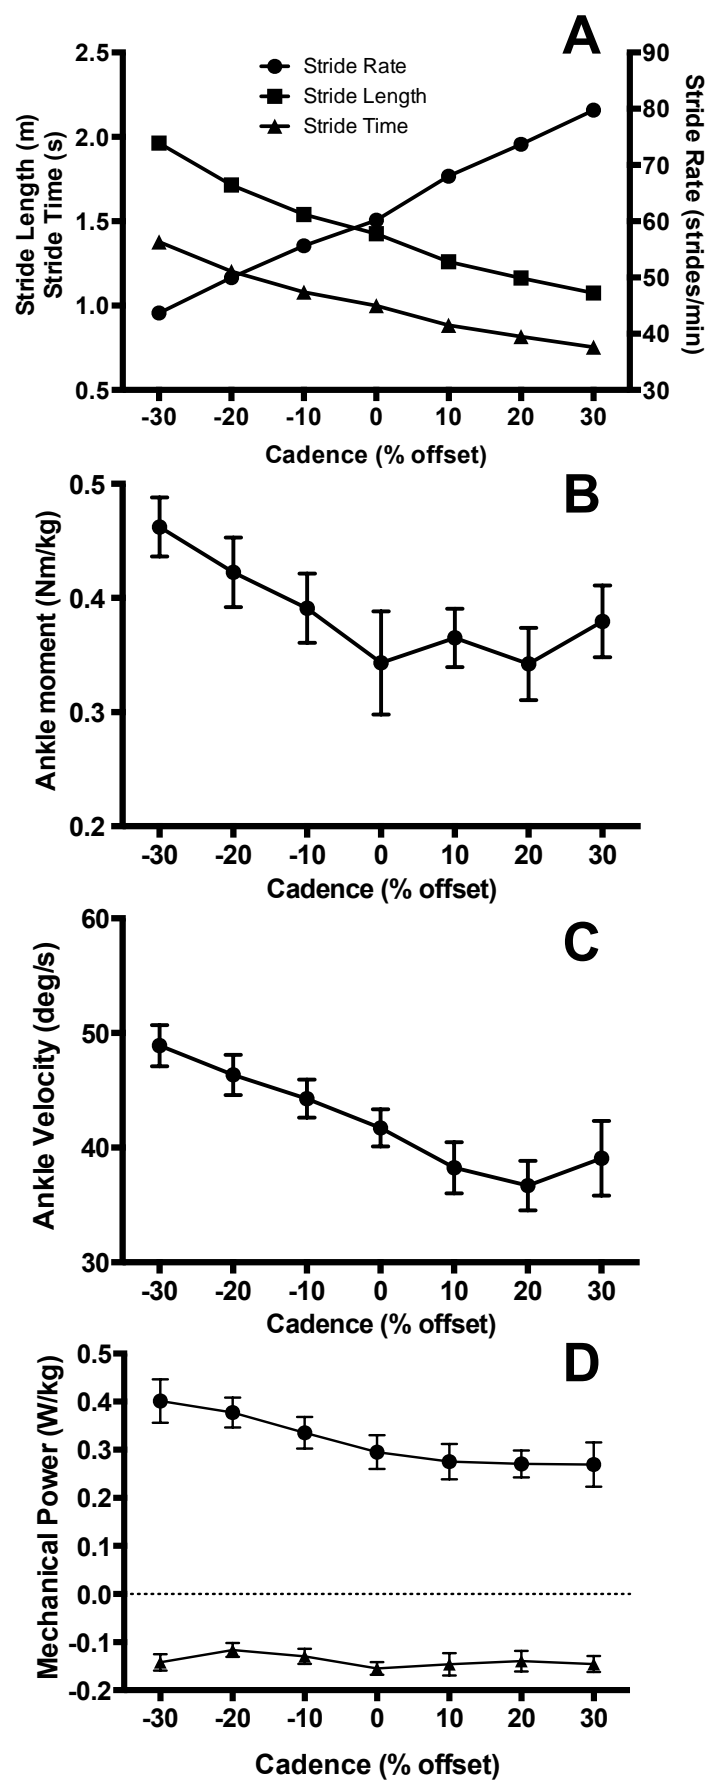 A
2.5
90
Stride Rate
Stride Length
Stride Time
2.0
80
70
1.5
60
50
1.0
40
0.5
30
Stride Length (m)
Stride Time (s)
Stride Rate (strides/min)
-30 -20 -10 0 10 20 30
Cadence (% offset)
B
0.5
0.4
0.3
0.2
Ankle moment (Nm/kg)
-30 -20 -10 0 10 20 30
Cadence (% offset)
C
60
50
40
30
Ankle Velocity (deg/s)
-30 -20 -10 0 10 20 30
Cadence (% offset)
D
0.5
0.4
0.3
0.2
0.1
0.0
-0.1
-0.2
Mechanical Power (W/kg)
-30 -20 -10 0 10 20 30
Cadence (% offset)